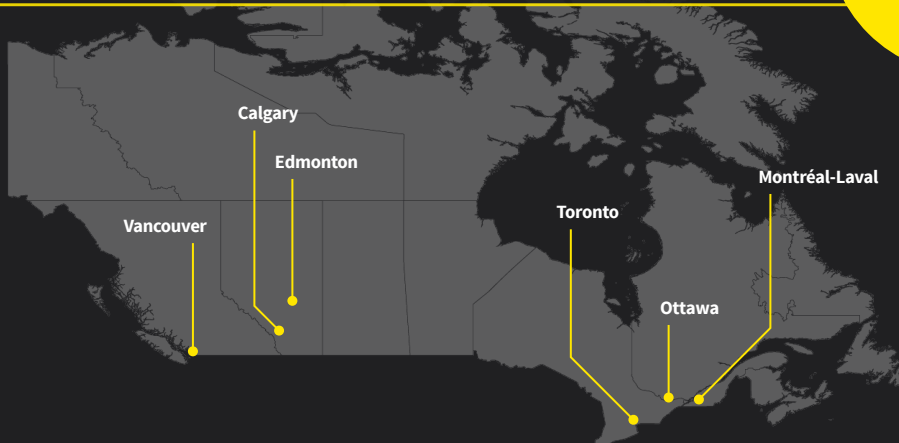 Calgary
Edmonton
Montréal-Laval
Toronto
Vancouver
Ottawa